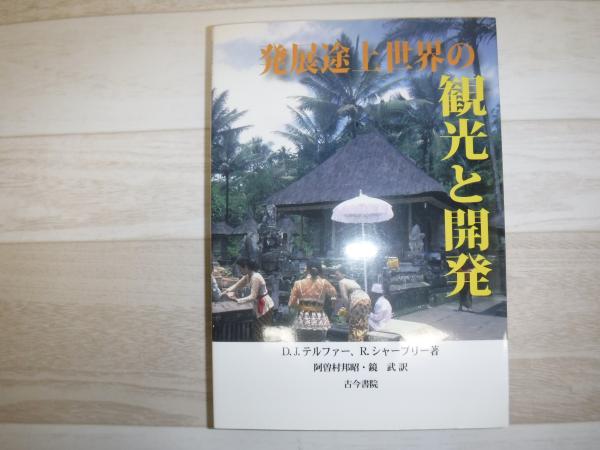 発展途上世界の
観光と開発
D. J. テルファー、R. シャープリー著
阿曽村邦昭・鏡 武 訳
古今書院